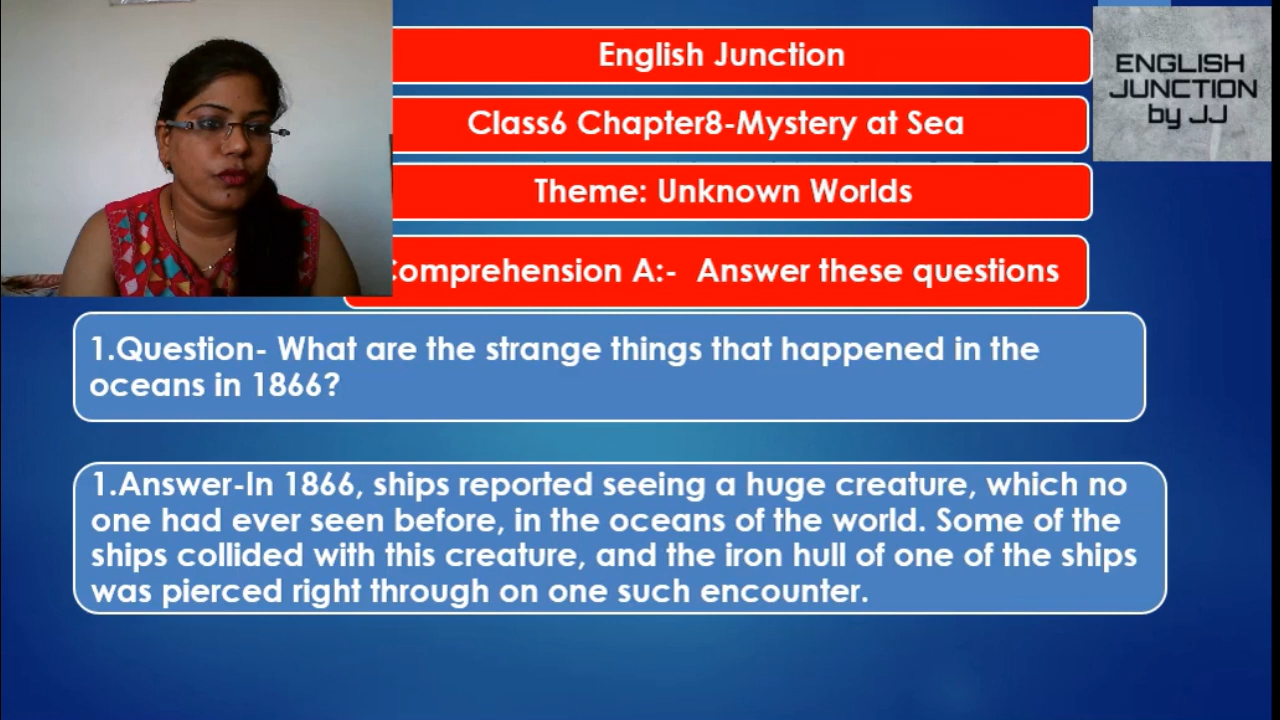 English Junction
ENGLISH
JUNCTION
by JJ
Class6 Chapter8-Mystery at Sea
Theme: Unknown Worlds
omprehension A:-  Answer these questions
1.Question- What are the strange things that happened in the
oceans in 1866?
1.Answer-In 1866, ships reported seeing a huge creature, which no
one had ever seen before, in the oceans of the world. Some of the
ships collided with this creature, and the iron hull of one of the ships
was pierced right through on one such encounter.